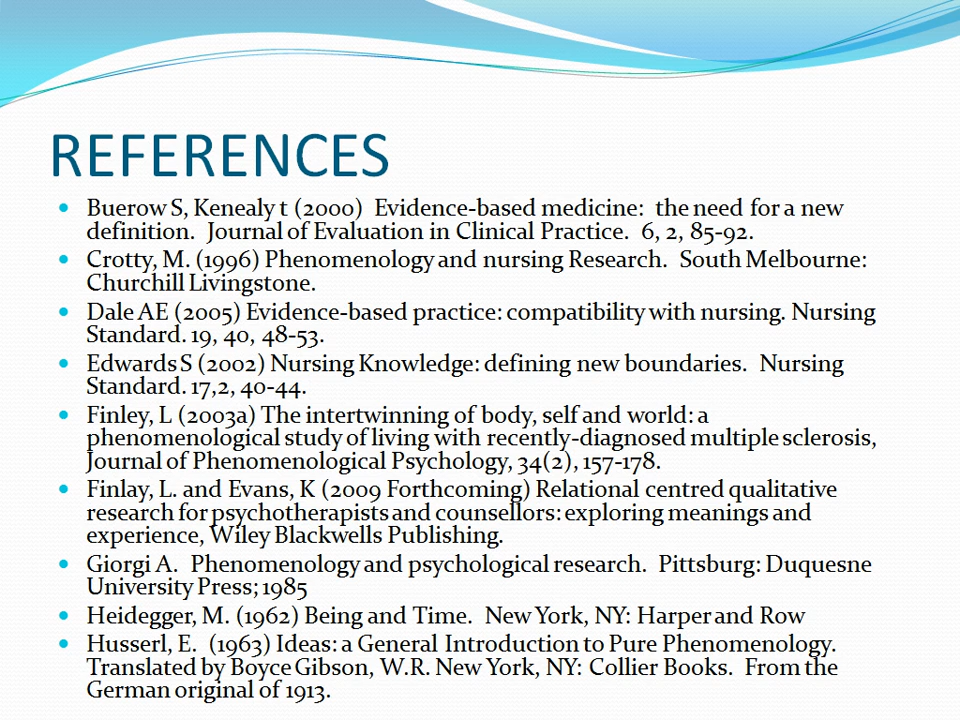 REFERENCES
Buerow S, Kenealy t (2000)  Evidence-based medicine:  the need for a new
definition.  Journal of Evaluation in Clinical Practice.  6, 2, 85-92.
Crotty, M. (1996) Phenomenology and nursing Research.  South Melbourne:
Churchill Livingstone.
Dale AE (2005) Evidence-based practice: compatibility with nursing. Nursing
Standard. 19, 40, 48-53.
Edwards S (2002) Nursing Knowledge: defining new boundaries.  Nursing
Standard. 17,2, 40-44.
Finley, L (2003a) The intertwinning of body, self and world: a
phenomenological study of living with recently-diagnosed multiple sclerosis,
Journal of Phenomenological Psychology, 34(2), 157-178.
Finlay, L. and Evans, K (2009 Forthcoming) Relational centred qualitative
research for psychotherapists and counsellors: exploring meanings and
experience, Wiley Blackwells Publishing.
Giorgi A.  Phenomenology and psychological research.  Pittsburg: Duquesne
University Press; 1985
Heidegger, M. (1962) Being and Time.  New York, NY: Harper and Row
Husserl, E.  (1963) Ideas: a General Introduction to Pure Phenomenology.
Translated by Boyce Gibson, W.R. New York, NY:  Collier Books.  From the
German original of 1913.